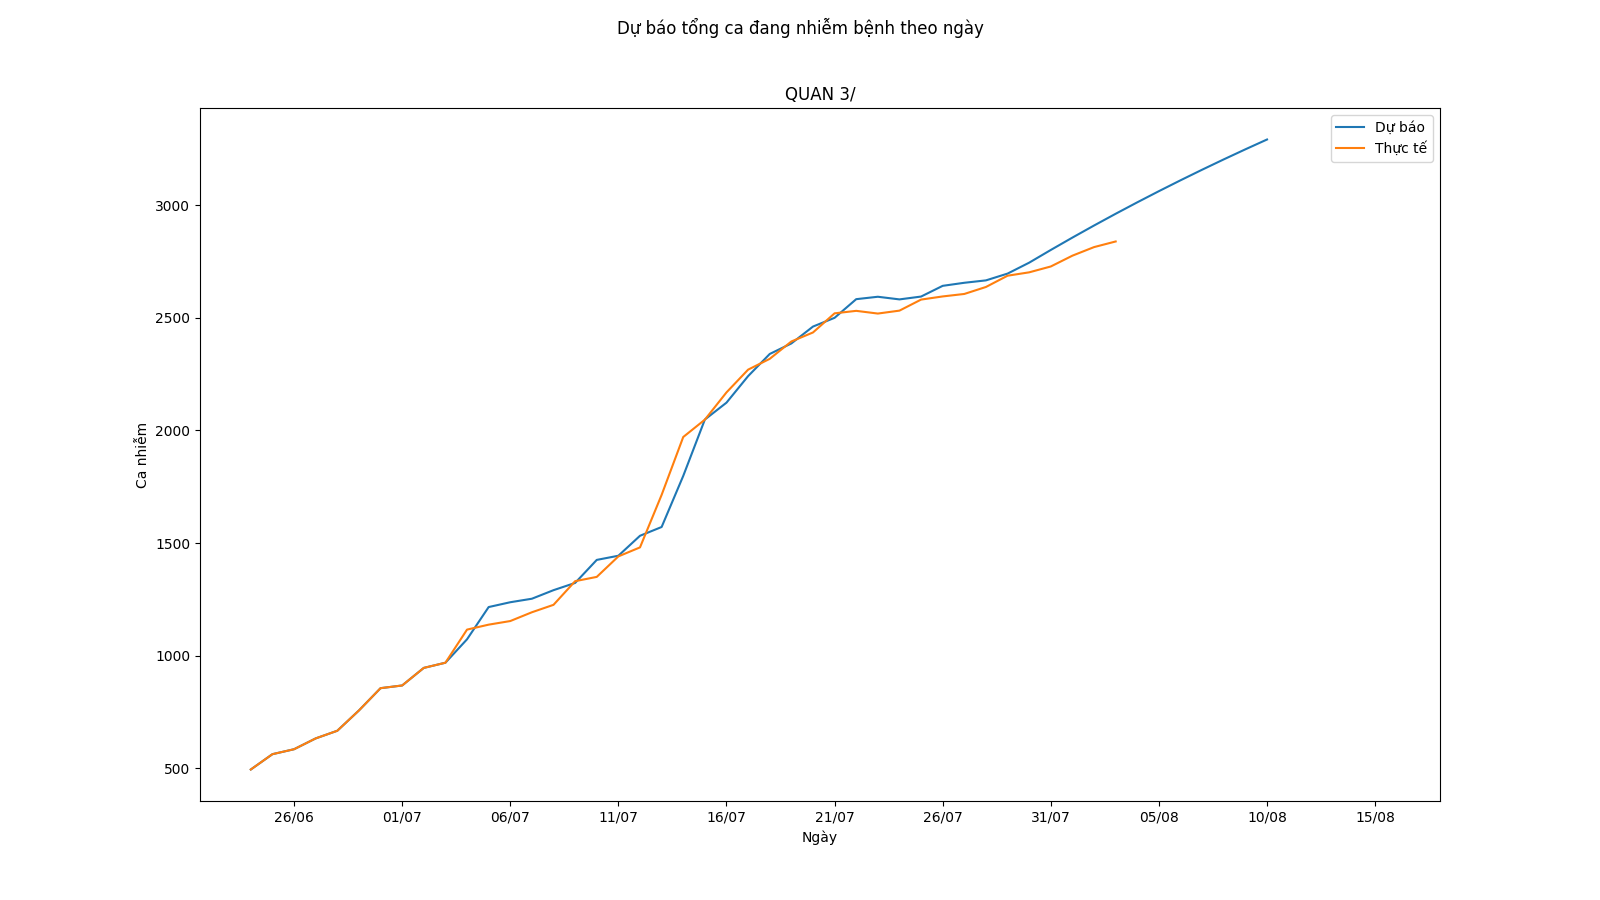 Dự báo tổng ca đang nhiễm bệnh theo ngày
QUAN 3/
Dự báo
Thực tế
3000
2500
2000
1500
1000
500
Ca nhiễm
26/06 01/07 06/07 11/07 16/07 21/07 26/07 31/07 05/08 10/08 15/08
Ngày